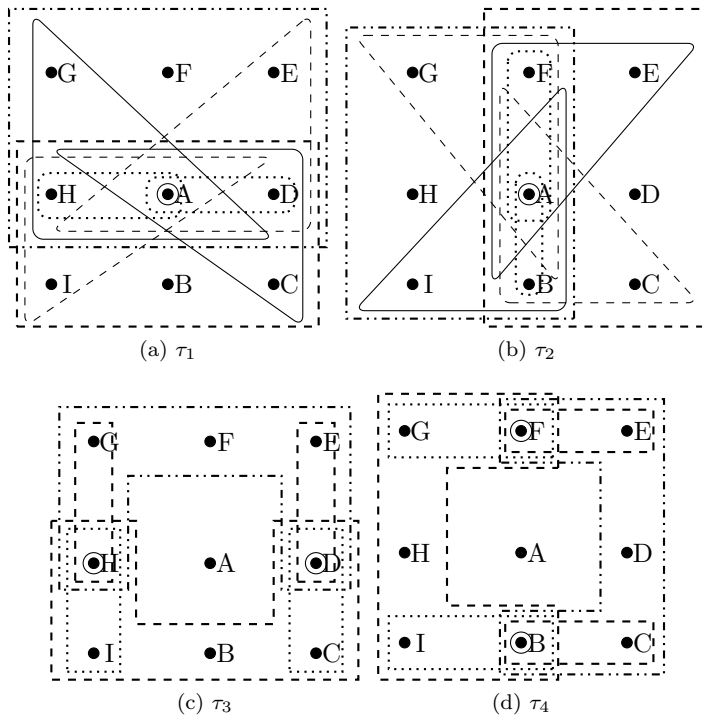 G F E G F E
H A D H A D
I B C I B C
(a) τ₁ (b) τ₂
G F E G F E
H A D H A D
I B C I B C
(c) τ₃ (d) τ₄